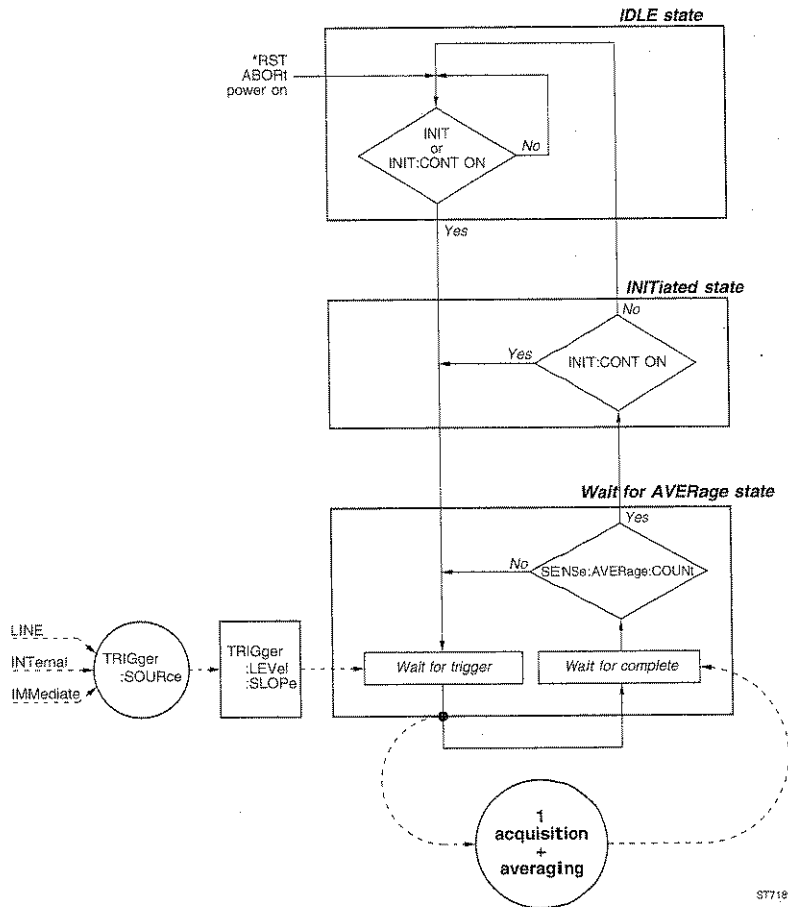 IDLE state
*RST
ABORt
power on
INIT
or
INIT:CONT ON
No
Yes
INITiated state
No
Yes
INIT:CONT ON
Wait for AVERage state
Yes
No
SENSe:AVERage:COUNt
LINE
INTernal
IMMediate
TRIGger
:SOURce
TRIGger
:LEVel
:SLOPe
Wait for trigger
Wait for complete
1
acquisition
+
averaging
ST718